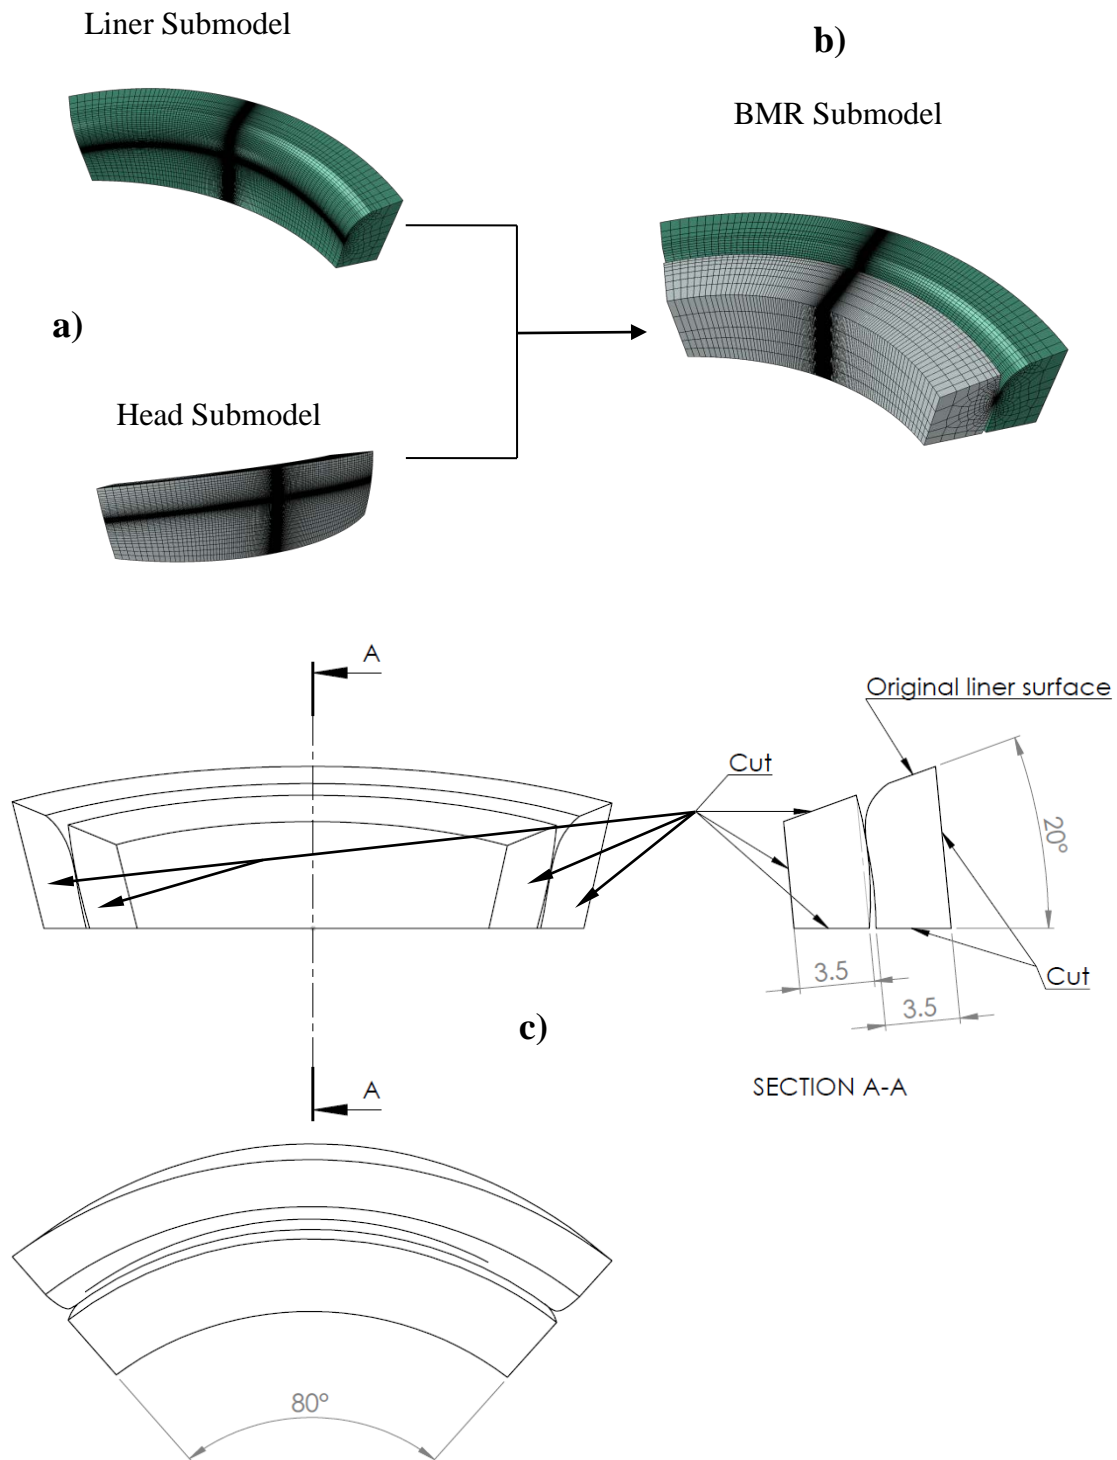 Liner Submodel
b)
BMR Submodel
a)
Head Submodel
A
Original liner surface
Cut
20°
3.5
Cut
3.5
c)
A
SECTION A-A
80°